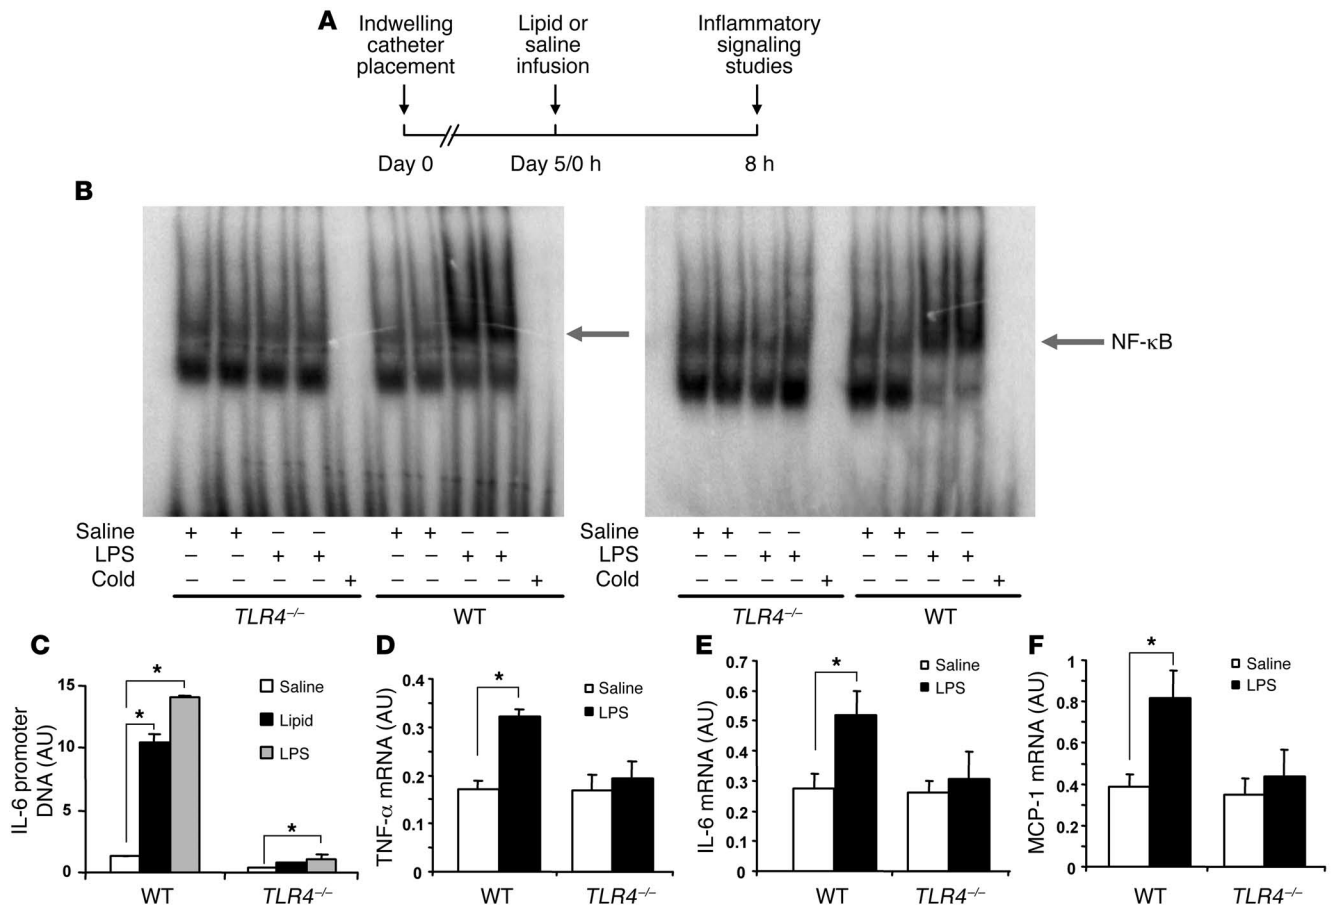 A
Indwelling catheter placement
Lipid or saline infusion
Inflammatory signaling studies
Day 0
Day 5/0 h
8 h
B
NF-κB
Saline + + – – – + + – – Saline + + – – + + – –
LPS – – + + – – + + LPS – – + + – – + +
Cold – – – – + – – – – + Cold – – – – + – – – – +
TLR4–/– WT TLR4–/– WT
C
IL-6 promoter DNA (AU)
15
10
5
0
*
*
*
Saline
Lipid
LPS
WT
TLR4–/–
D
TNF-α mRNA (AU)
0.4
0.3
0.2
0.1
0
*
Saline
LPS
WT
TLR4–/–
E
IL-6 mRNA (AU)
0.7
0.6
0.5
0.4
0.3
0.2
0.1
0
*
Saline
LPS
WT
TLR4–/–
F
MCP-1 mRNA (AU)
1
0.8
0.6
0.4
0.2
0
*
Saline
LPS
WT
TLR4–/–